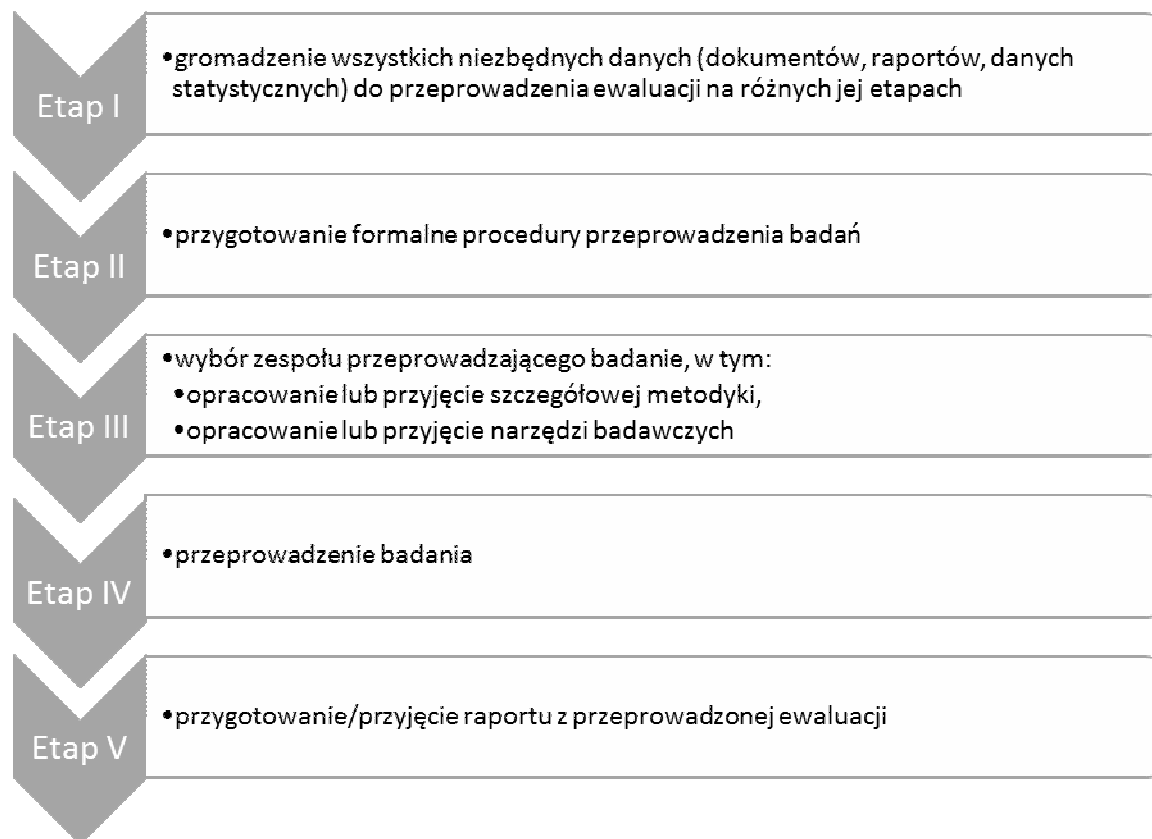 Etap I
•gromadzenie wszystkich niezbędnych danych (dokumentów, raportów, danych
statystycznych) do przeprowadzenia ewaluacji na różnych jej etapach
Etap II
•przygotowanie formalne procedury przeprowadzenia badań
Etap III
•wybór zespołu przeprowadzającego badanie, w tym:
•opracowanie lub przyjęcie szczegółowej metodyki,
•opracowanie lub przyjęcie narzędzi badawczych
Etap IV
•przeprowadzenie badania
Etap V
•przygotowanie/przyjęcie raportu z przeprowadzonej ewaluacji